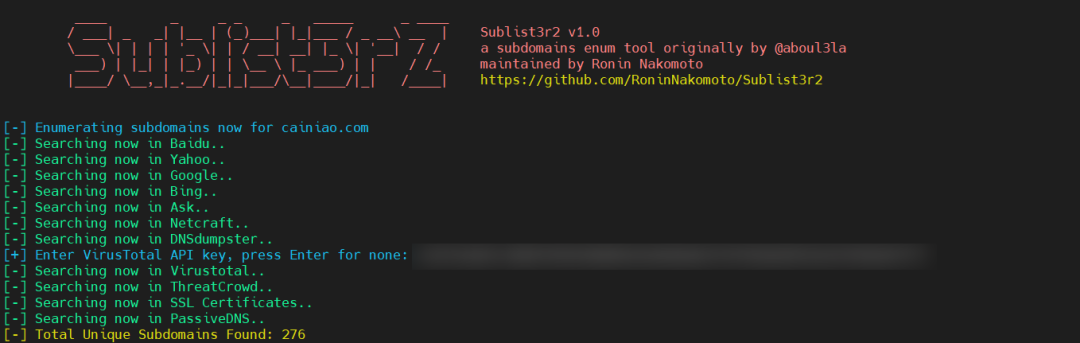 Sublist3r2 v1.0
a subdomains enum tool originally by @aboul3la
maintained by Ronin Nakomoto
https://github.com/RoninNakomoto/Sublist3r2
[-] Enumerating subdomains now for cainiao.com
[-] Searching now in Baidu..
[-] Searching now in Yahoo..
[-] Searching now in Google..
[-] Searching now in Bing..
[-] Searching now in Ask..
[-] Searching now in Netcraft..
[-] Searching now in DNSdumpster..
[+] Enter VirusTotal API key, press Enter for none:
[-] Searching now in Virustotal..
[-] Searching now in ThreatCrowd..
[-] Searching now in SSL Certificates..
[-] Searching now in PassiveDNS..
[-] Total Unique Subdomains Found: 276